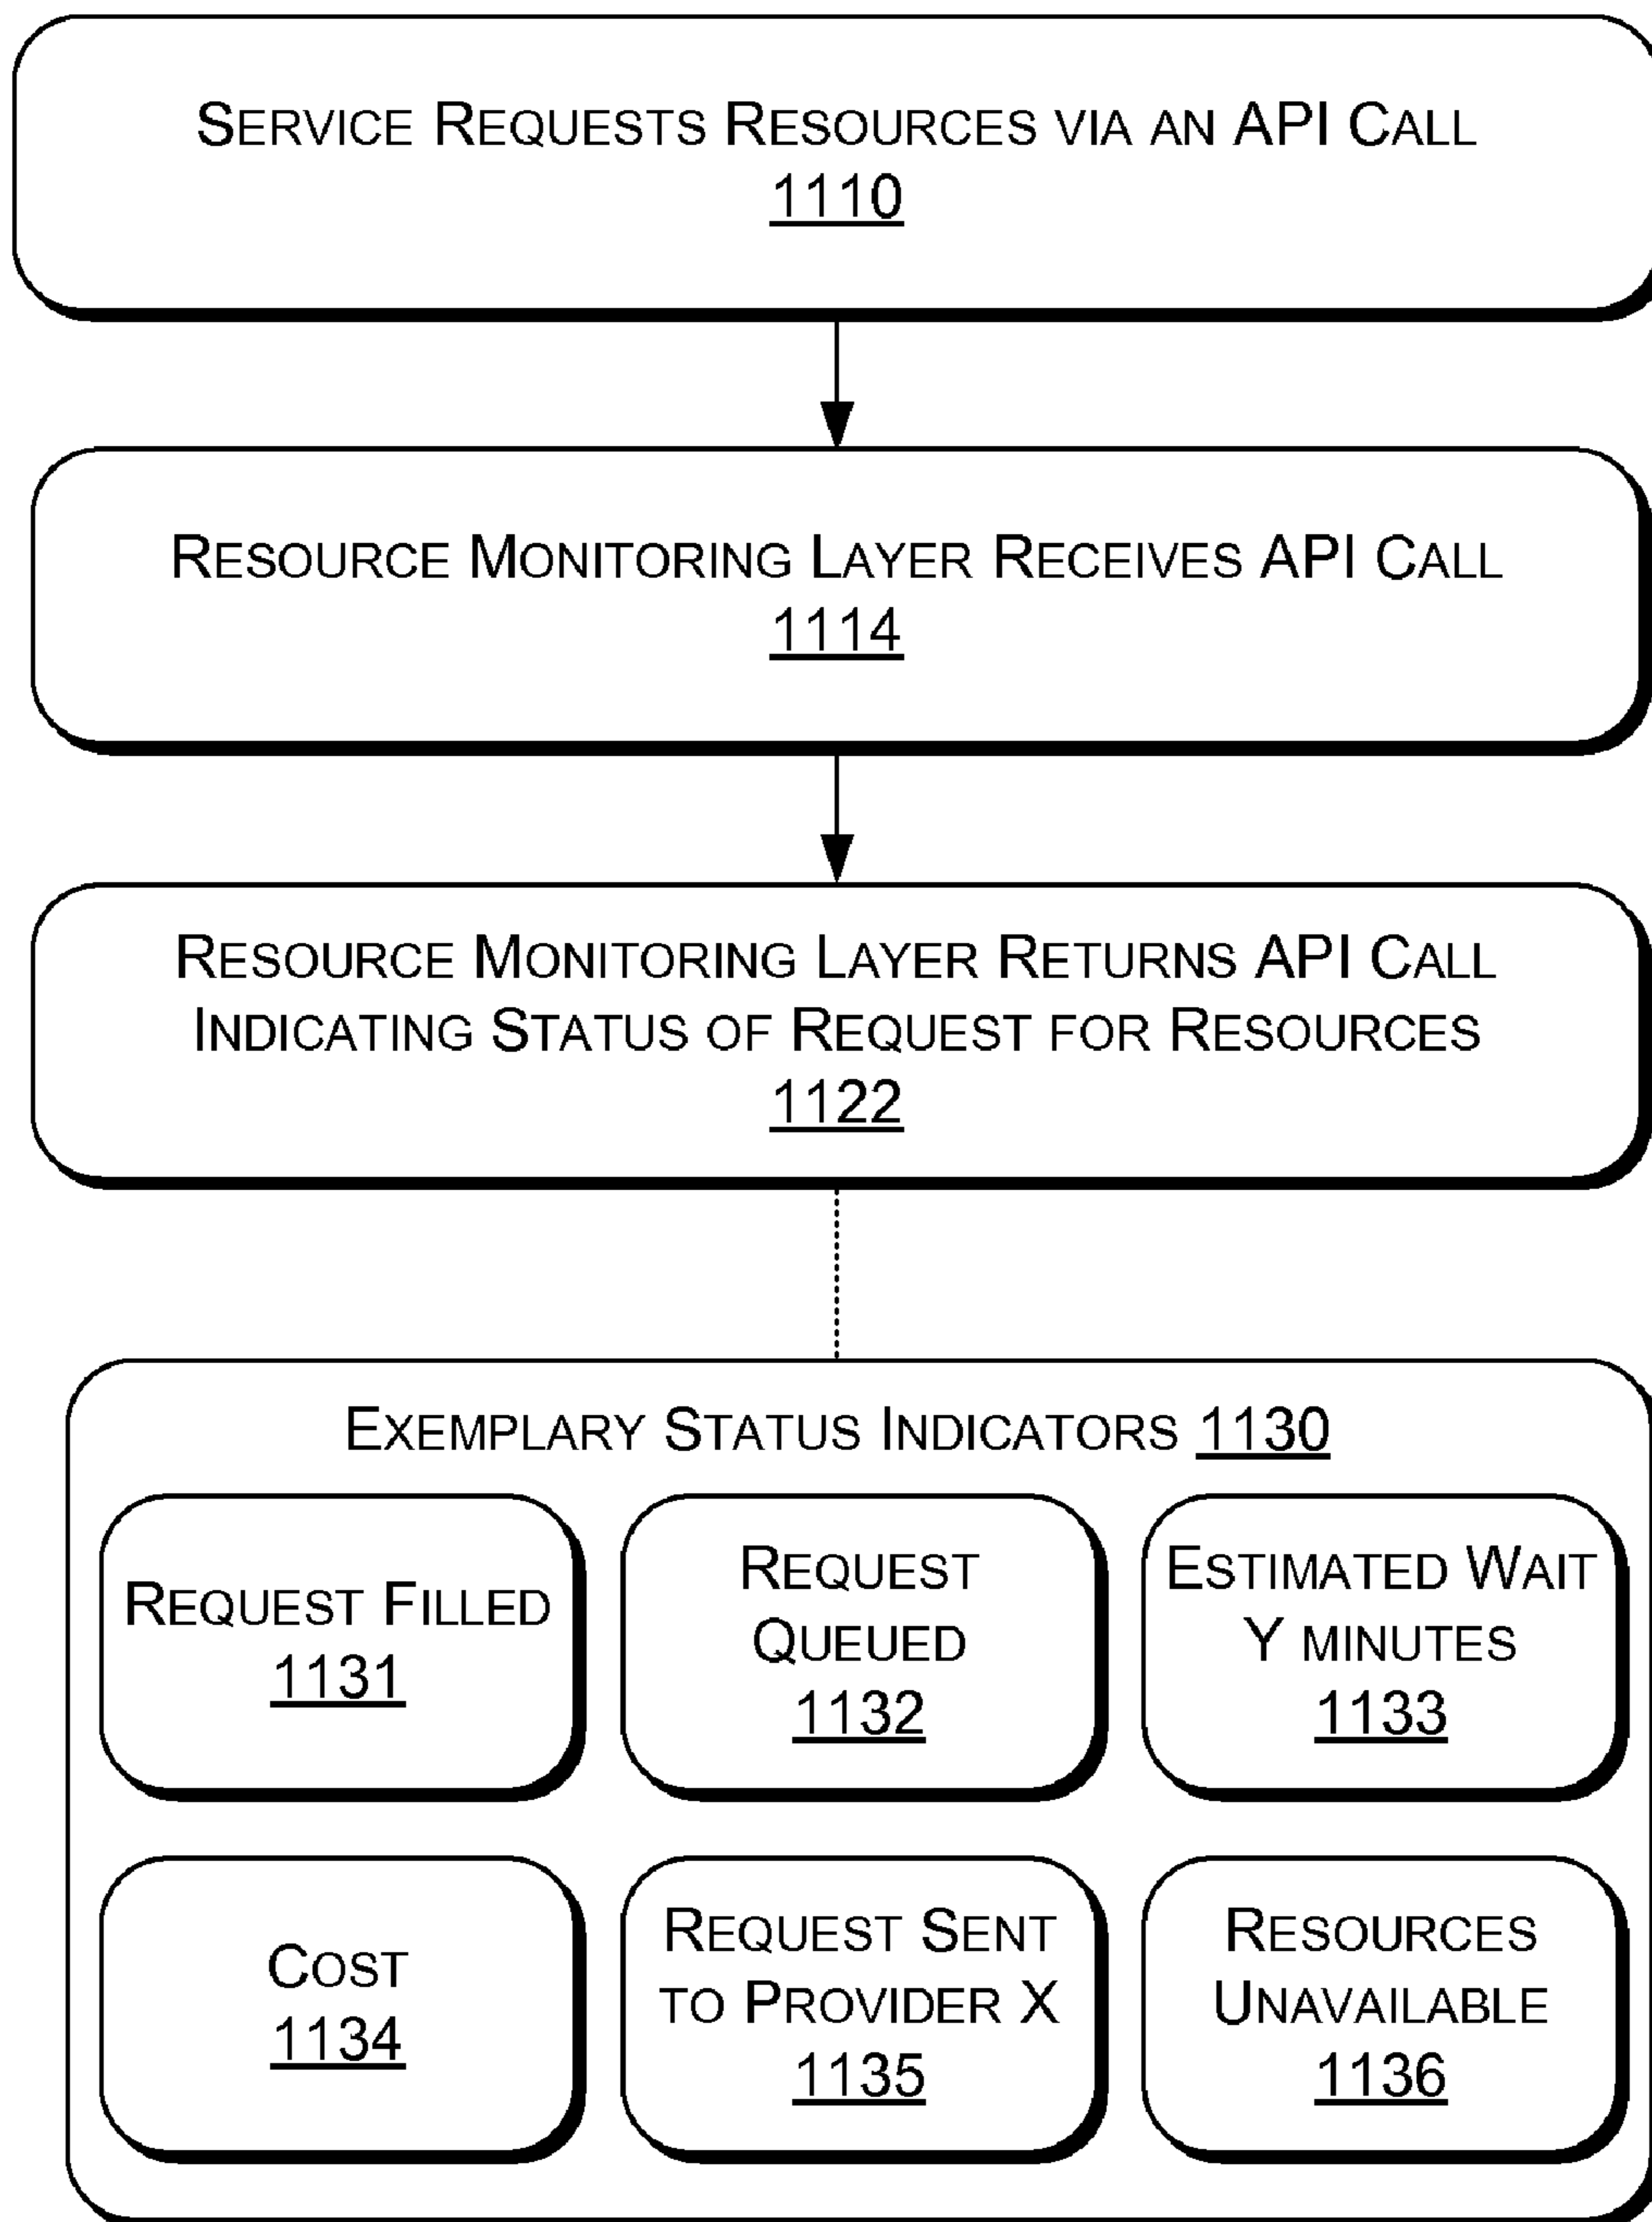 Service Requests Resources via an API Call
1110
Resource Monitoring Layer Receives API Call
1114
Resource Monitoring Layer Returns API Call
Indicating Status of Request for Resources
1122
Exemplary Status Indicators 1130
Request Filled
1131
Request
Queued
1132
Estimated Wait
Y minutes
1133
Cost
1134
Request Sent
to Provider X
1135
Resources
Unavailable
1136